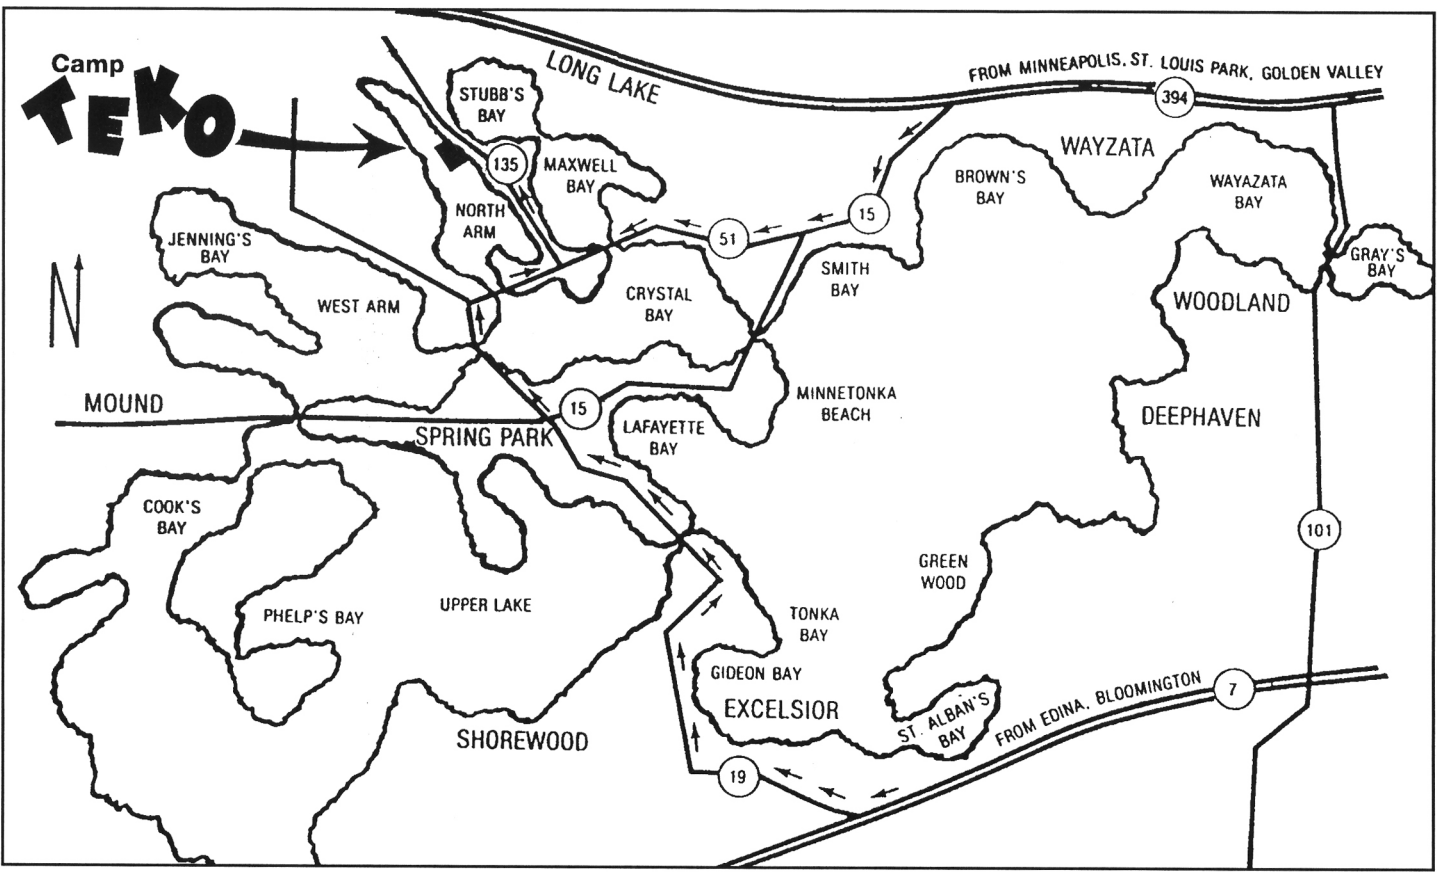 Camp
TEKO
LONG LAKE
FROM MINNEAPOLIS, ST. LOUIS PARK, GOLDEN VALLEY
394
STUBB'S
BAY
135
MAXWELL
BAY
NORTH
ARM
WAYZATA
BROWN'S
BAY
WAYAZATA
BAY
15
51
JENNING'S
BAY
SMITH
BAY
GRAY'S
BAY
N
WEST ARM
CRYSTAL
BAY
WOODLAND
MOUND
15
MINNETONKA
BEACH
DEEPHAVEN
SPRING PARK
LAFAYETTE
BAY
COOK'S
BAY
101
GREEN
WOOD
PHELP'S BAY
UPPER LAKE
TONKA
BAY
GIDEON BAY
EXCELSIOR
ST. ALBAN'S
BAY
FROM EDINA, BLOOMINGTON
7
SHOREWOOD
19